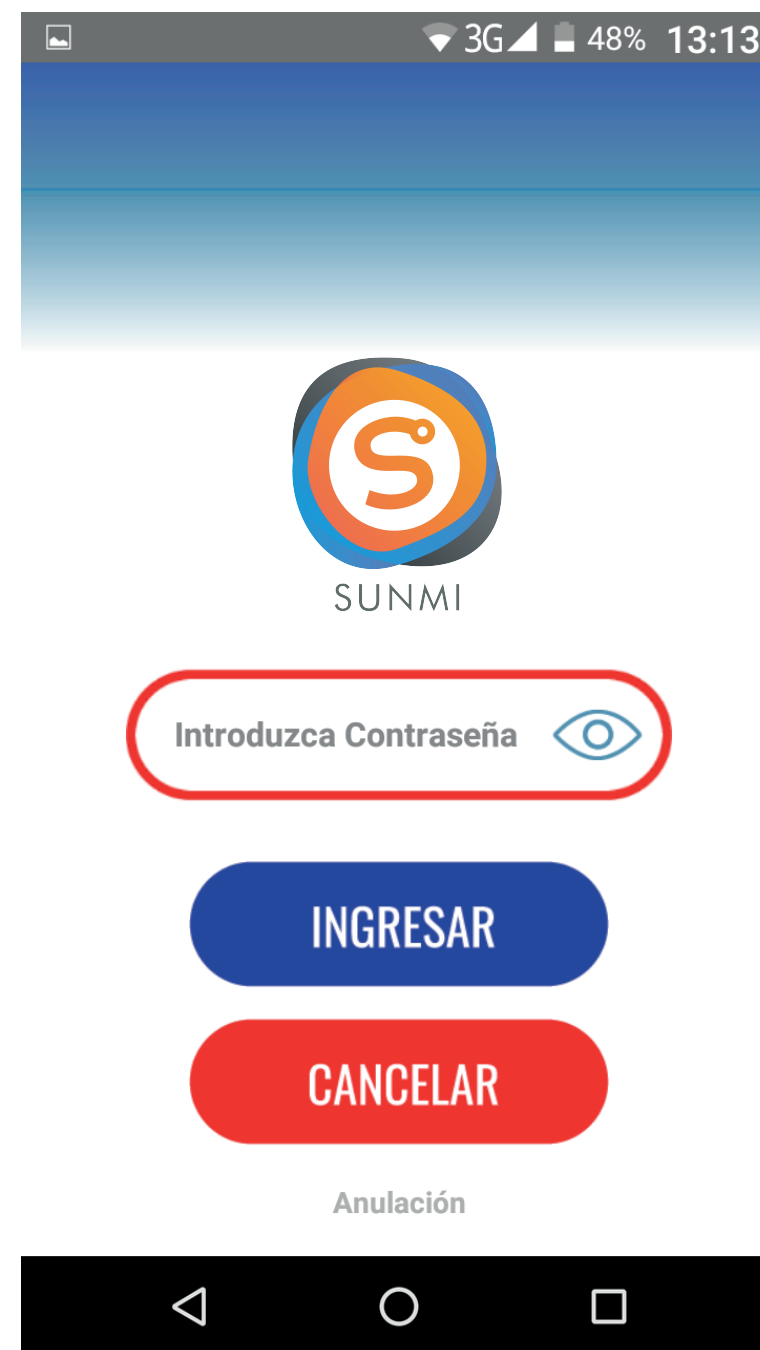 3G 48% 13:13
SUNMI
Introduzca Contraseña
INGRESAR
CANCELAR
Anulación